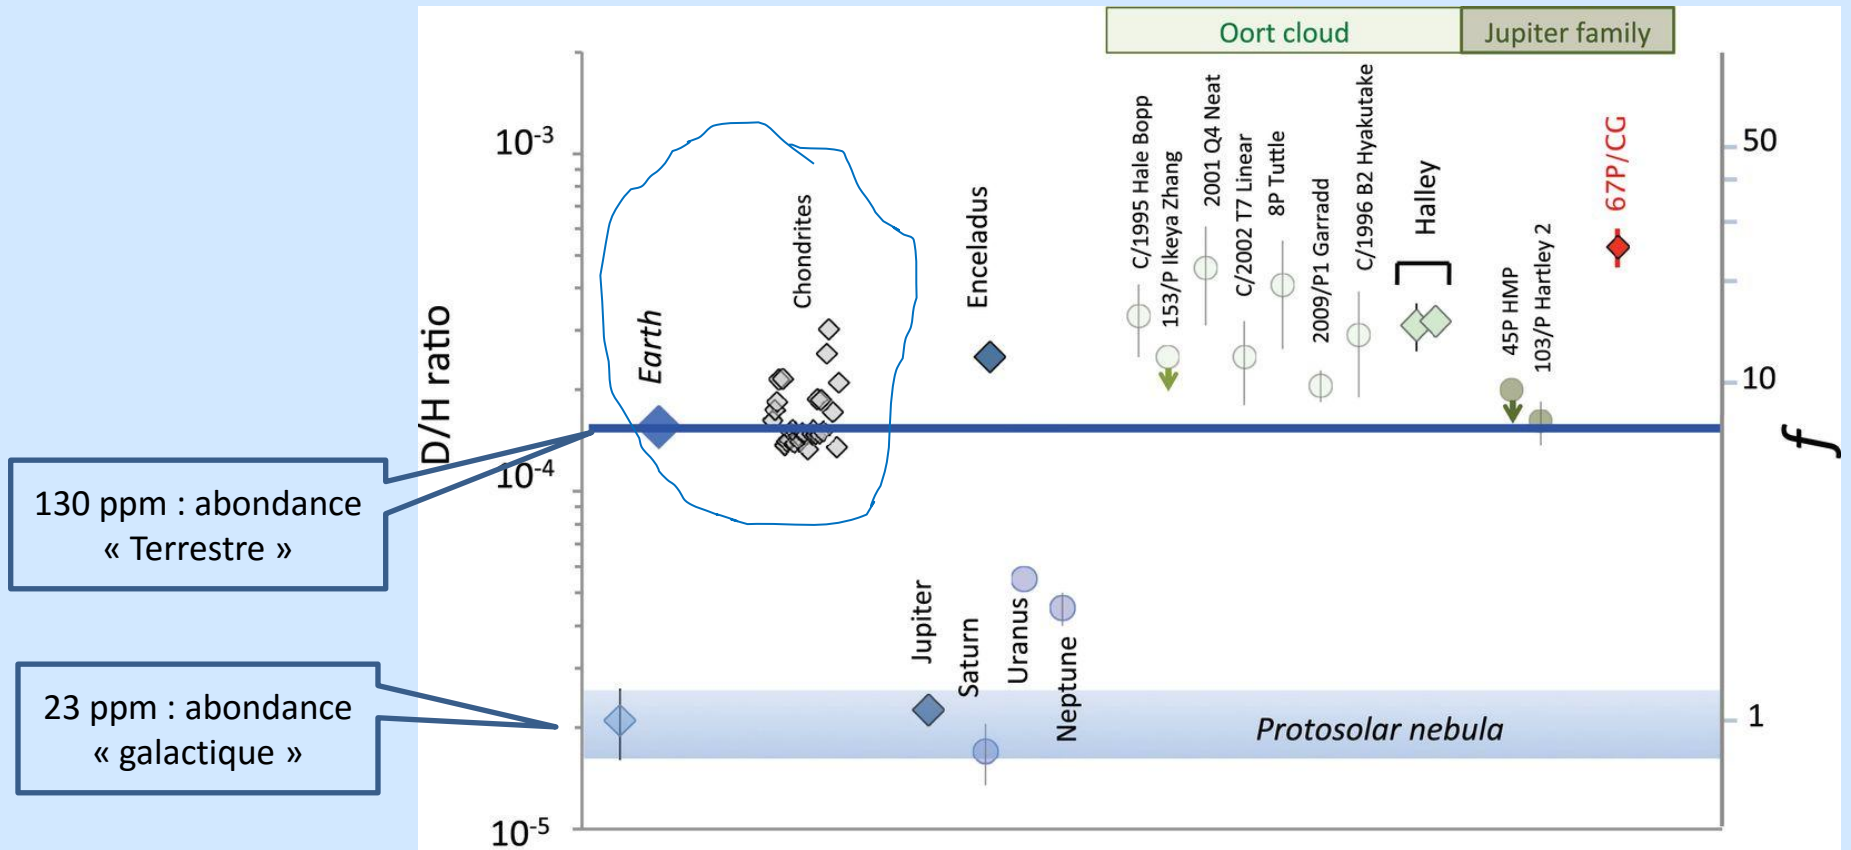 Oort cloud
Jupiter family
10-3
10-4
10-5
D/H ratio
50
10
1
f
Earth
Chondrites
Enceladus
C/1995 Hale Bopp
153/P Ikeya Zhang
2001 Q4 Neat
C/2002 T7 Linear
8P Tuttle
2009/P1 Garradd
C/1996 B2 Hyakutake
Halley
45P HMP
103/P Hartley 2
67P/CG
130 ppm : abondance
« Terrestre »
Jupiter
Saturn
Uranus
Neptune
23 ppm : abondance
« galactique »
Protosolar nebula